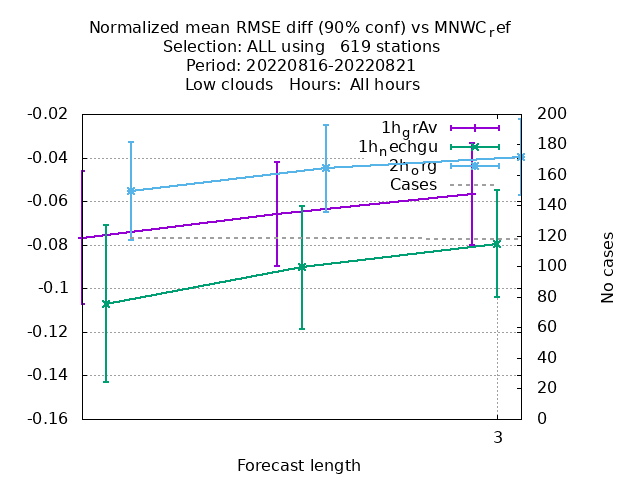 Normalized mean RMSE diff (90% conf) vs MNWC_ref
Selection: ALL using 619 stations
Period: 20220816-20220821
Low clouds Hours: All hours
1h_grAv
1h_nechgu
2h_org
Cases
-0.02
-0.04
-0.06
-0.08
-0.1
-0.12
-0.14
-0.16
200
180
160
140
120
100
80
60
40
20
0
No cases
3
Forecast length